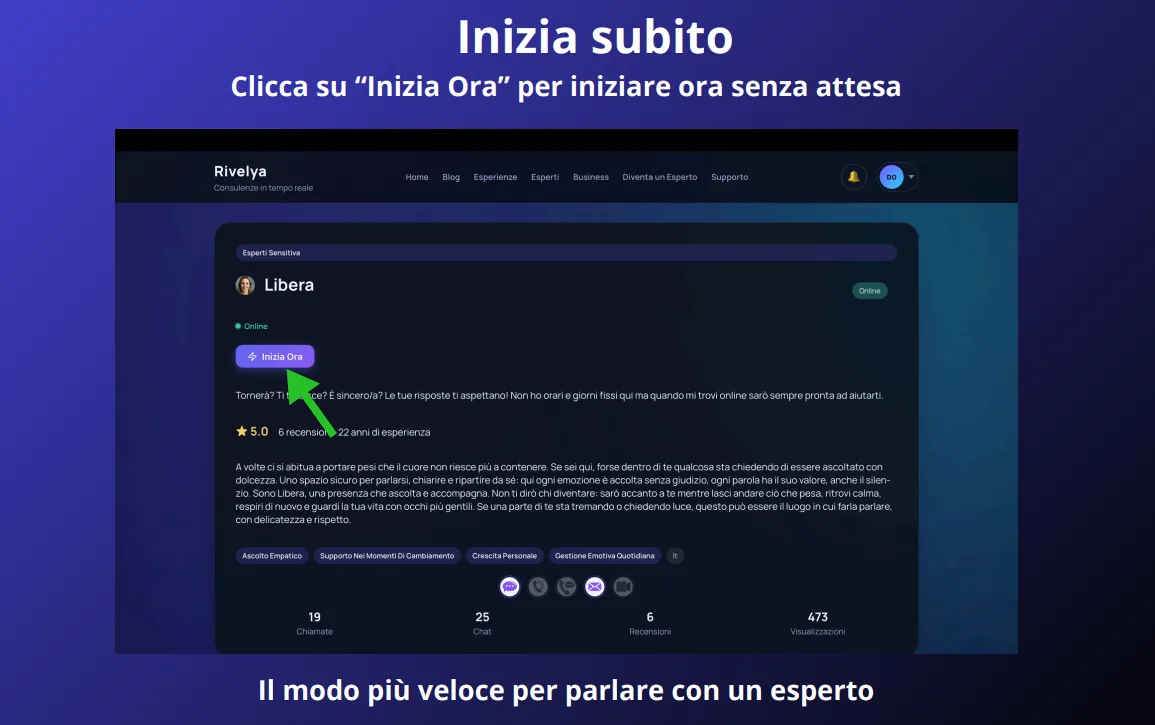 Inizia subito
Clicca su “Inizia Ora” per iniziare ora senza attesa
Rivelya
Consulenze in tempo reale
Home Blog Esperienze Esperti Business Diventa un Esperto Supporto
DO
Esperti Sensitiva
Libera
Online
Online
Inizia Ora
Tornerà? Ti ? È sincero/a? Le tue risposte ti aspettano! Non ho orari e giorni fissi qui ma quando mi trovi online sarò sempre pronta ad aiutarti.
5.0 6 recensioni 22 anni di esperienza
A volte ci si abitua a portare pesi che il cuore non riesce più a contenere. Se sei qui, forse dentro di te qualcosa sta chiedendo di essere ascoltato con
dolcezza. Uno spazio sicuro per parlarsi, chiarire e ripartire da sé: qui ogni emozione è accolta senza giudizio, ogni parola ha il suo valore, anche il silen-
zio. Sono Libera, una presenza che ascolta e accompagna. Non ti dirò chi diventare: sarò accanto a te mentre lasci andare ciò che pesa, ritrovi calma,
respiri di nuovo e guardi la tua vita con occhi più gentili. Se una parte di te sta tremando o chiedendo luce, questo può essere il luogo in cui farla parlare,
con delicatezza e rispetto.
Ascolto Empatico Supporto Nei Momenti Di Cambiamento Crescita Personale Gestione Emotiva Quotidiana It
19 25 6 473
Chiamate Chat Recensioni Visualizzazioni
Il modo più veloce per parlare con un esperto